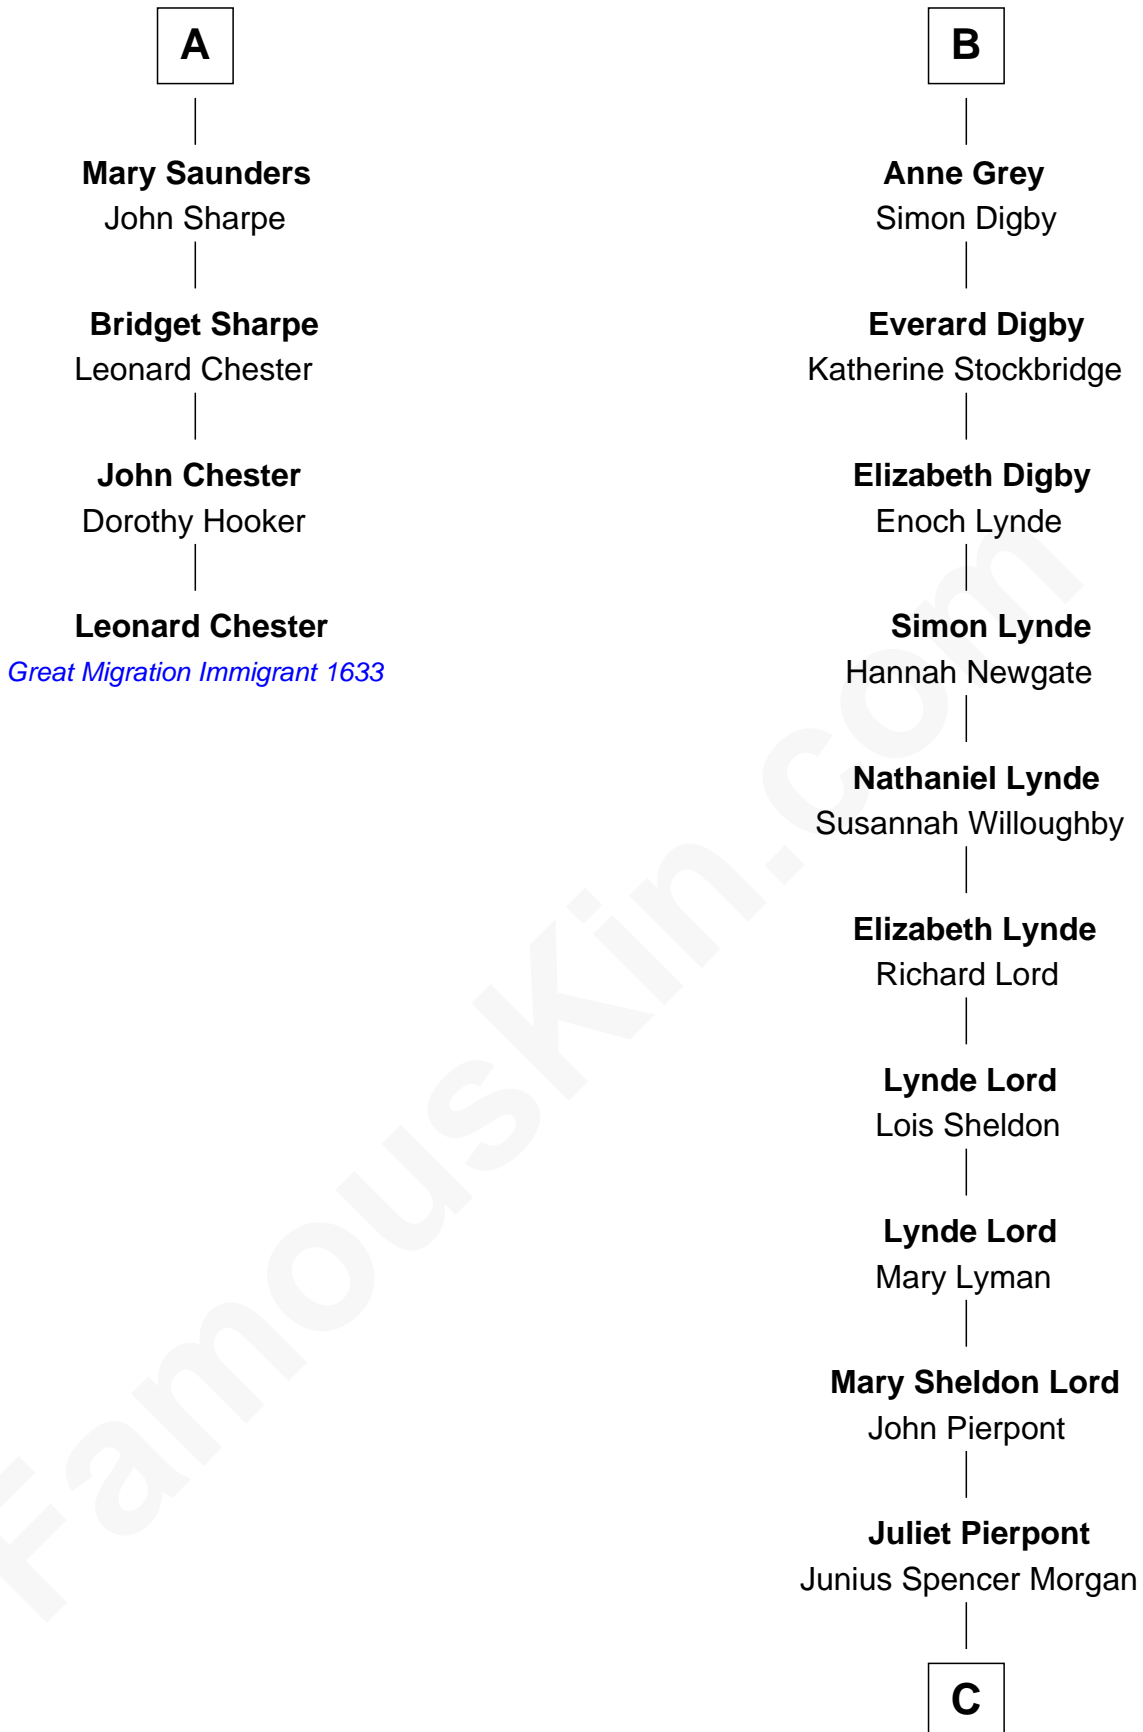 A
Mary Saunders
John Sharpe
Bridget Sharpe
Leonard Chester
John Chester
Dorothy Hooker
Leonard Chester
Great Migration Immigrant 1633
B
Anne Grey
Simon Digby
Everard Digby
Katherine Stockbridge
Elizabeth Digby
Enoch Lynde
Simon Lynde
Hannah Newgate
Nathaniel Lynde
Susannah Willoughby
Elizabeth Lynde
Richard Lord
Lynde Lord
Lois Sheldon
Lynde Lord
Mary Lyman
Mary Sheldon Lord
John Pierpont
Juliet Pierpont
Junius Spencer Morgan
C
FamousKin.com